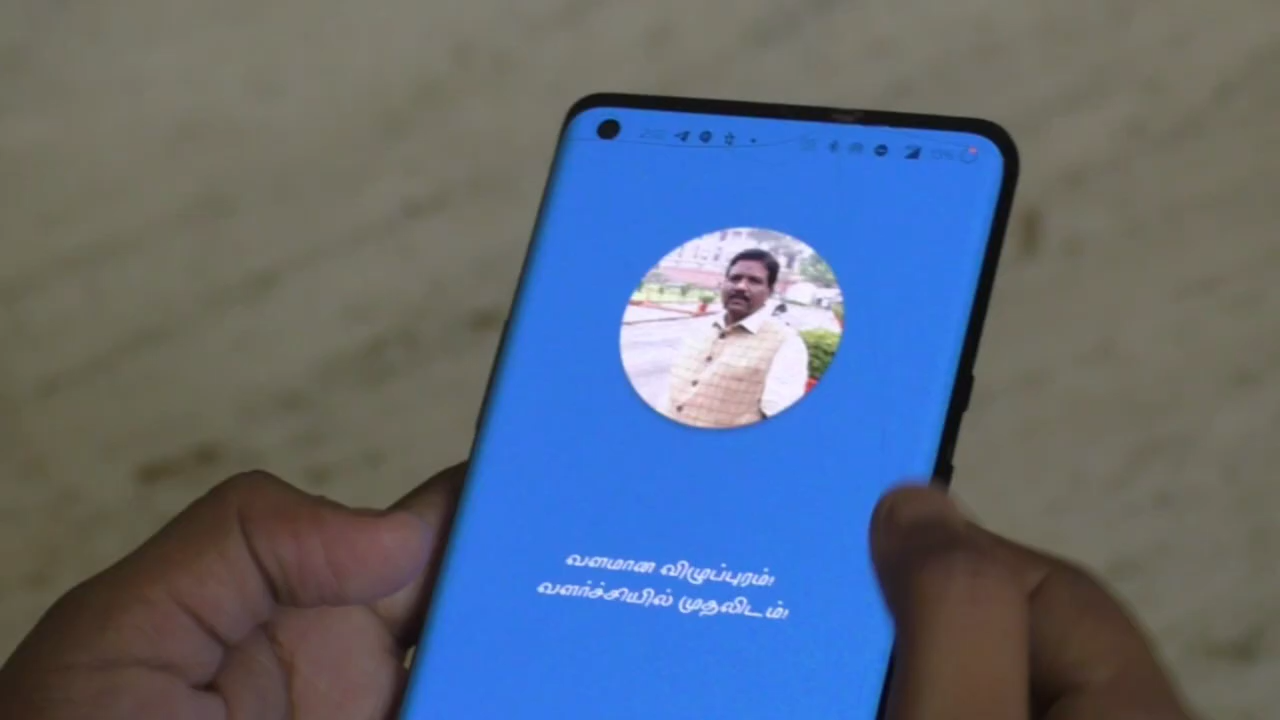 வளமான விழுப்புரம்!
வளர்ச்சியில் முதலிடம்!